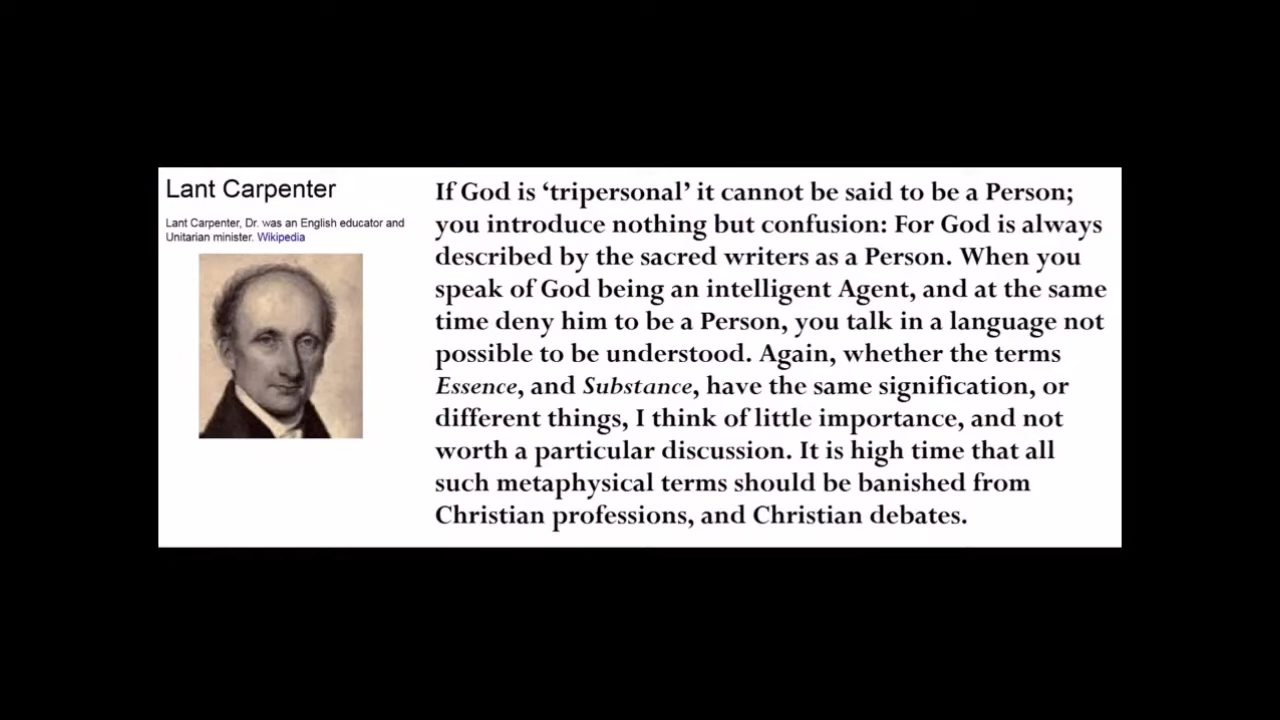 Lant Carpenter
Lant Carpenter, Dr. was an English educator and
Unitarian minister. Wikipedia
If God is ‘tripersonal’ it cannot be said to be a Person;
you introduce nothing but confusion: For God is always
described by the sacred writers as a Person. When you
speak of God being an intelligent Agent, and at the same
time deny him to be a Person, you talk in a language not
possible to be understood. Again, whether the terms
Essence, and Substance, have the same signification, or
different things, I think of little importance, and not
worth a particular discussion. It is high time that all
such metaphysical terms should be banished from
Christian professions, and Christian debates.